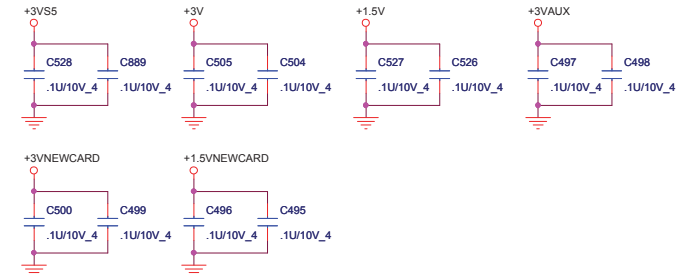 +3VS5 +3V +1.5V +3VAUX
C528 C889 C505 C504 C527 C526 C497 C498
.1U/10V_4 .1U/10V_4 .1U/10V_4 .1U/10V_4 .1U/10V_4 .1U/10V_4 .1U/10V_4 .1U/10V_4
+3VNEWCARD +1.5VNEWCARD
C500 C499 C496 C495
.1U/10V_4 .1U/10V_4 .1U/10V_4 .1U/10V_4